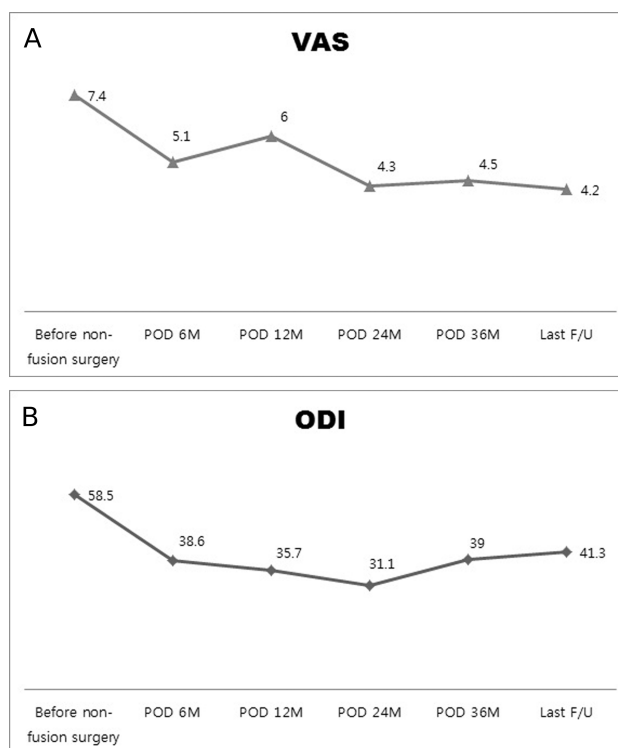 A
VAS
7.4
5.1
6
4.3
4.5
4.2
Before non-
fusion surgery
POD 6M
POD 12M
POD 24M
POD 36M
Last F/U
B
ODI
58.5
38.6
35.7
31.1
39
41.3
Before non-
fusion surgery
POD 6M
POD 12M
POD 24M
POD 36M
Last F/U